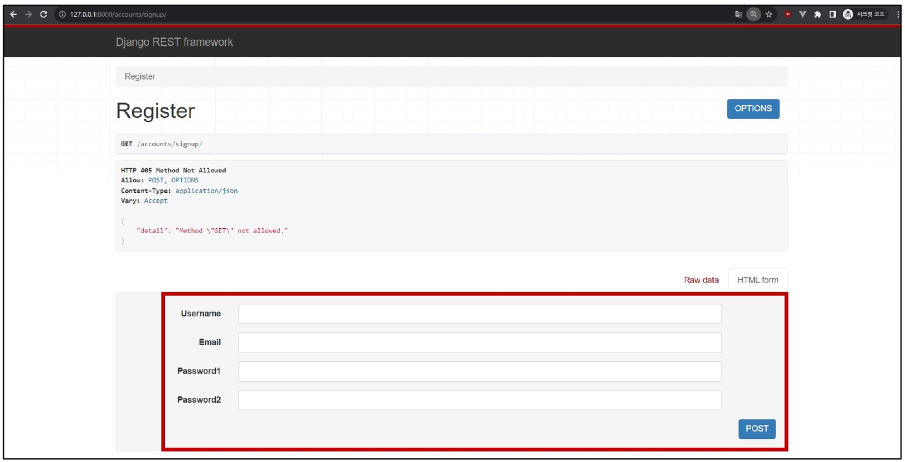 127.0.0.1:8000/accounts/signup/
시크릿 모드
Django REST framework
Register
Register
OPTIONS
GET /accounts/signup/
HTTP 405 Method Not Allowed
Allow: POST, OPTIONS
Content-Type: application/json
Vary: Accept
{
"detail": "Method \"GET\" not allowed."
}
Raw data
HTML form
Username
Email
Password1
Password2
POST